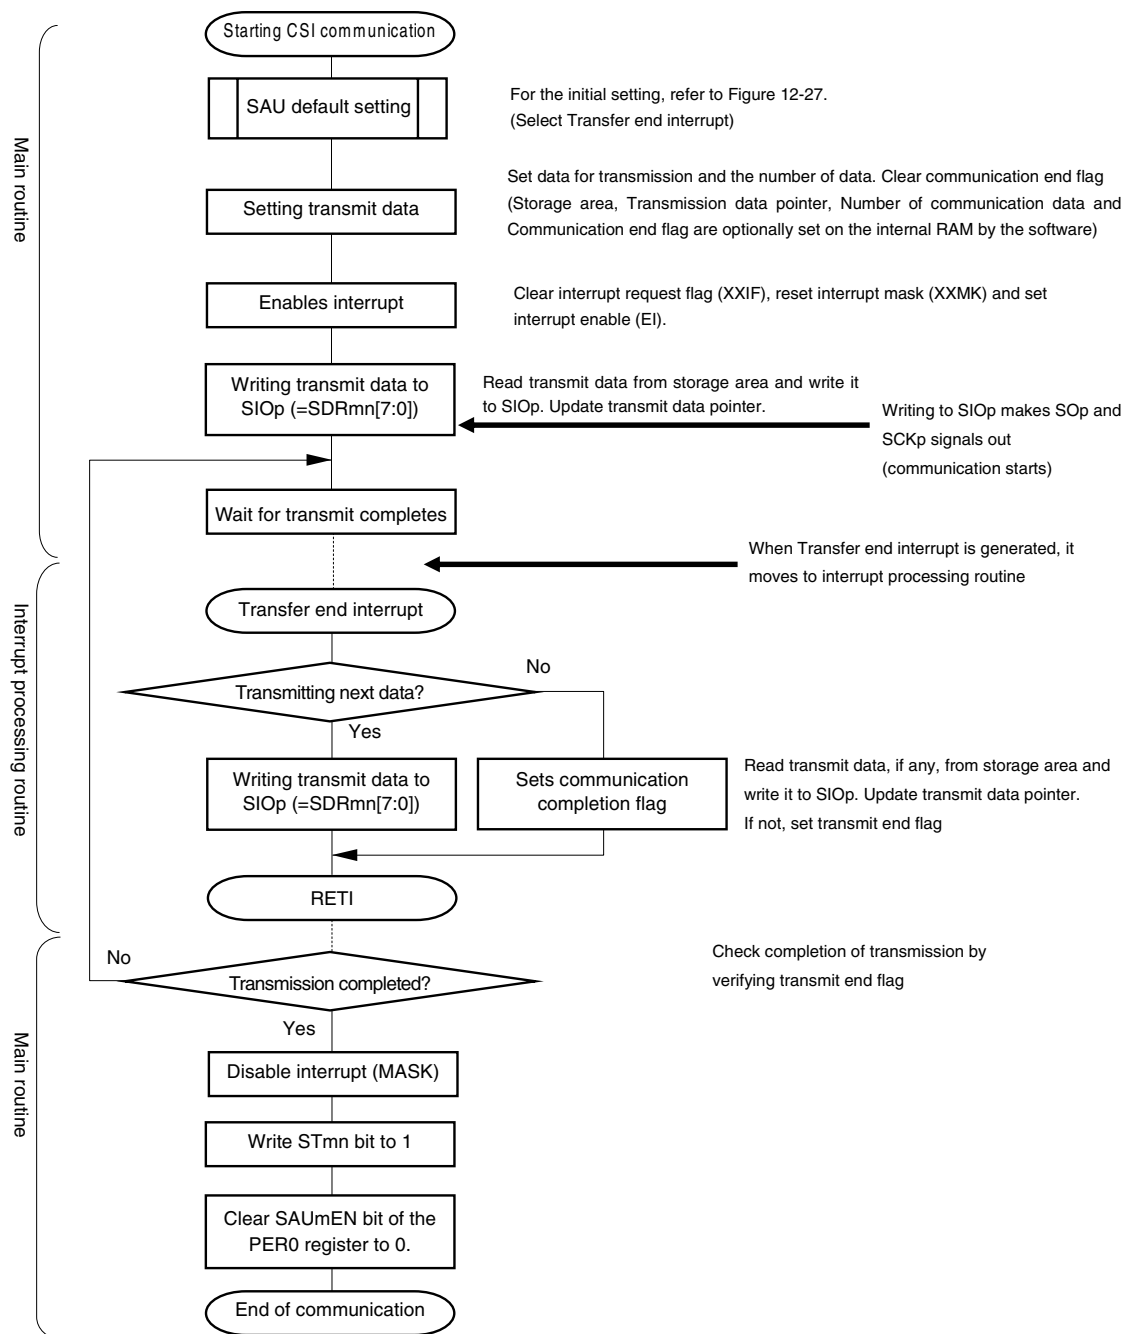 Starting CSI communication
SAU default setting
For the initial setting, refer to Figure 12-27.
(Select Transfer end interrupt)
Main routine
Setting transmit data
Set data for transmission and the number of data. Clear communication end flag
(Storage area, Transmission data pointer, Number of communication data and
Communication end flag are optionally set on the internal RAM by the software)
Enables interrupt
Clear interrupt request flag (XXIF), reset interrupt mask (XXMK) and set
interrupt enable (EI).
Writing transmit data to
SIOp (=SDRmn[7:0])
Read transmit data from storage area and write it
to SIOp. Update transmit data pointer.
Writing to SIOp makes SOp and
SCKp signals out
(communication starts)
Wait for transmit completes
When Transfer end interrupt is generated, it
moves to interrupt processing routine
Interrupt processing routine
Transfer end interrupt
No
Transmitting next data?
Yes
Writing transmit data to
SIOp (=SDRmn[7:0])
Sets communication
completion flag
Read transmit data, if any, from storage area and
write it to SIOp. Update transmit data pointer.
If not, set transmit end flag
RETI
No
Transmission completed?
Check completion of transmission by
verifying transmit end flag
Yes
Main routine
Disable interrupt (MASK)
Write STmn bit to 1
Clear SAUmEN bit of the
PER0 register to 0.
End of communication